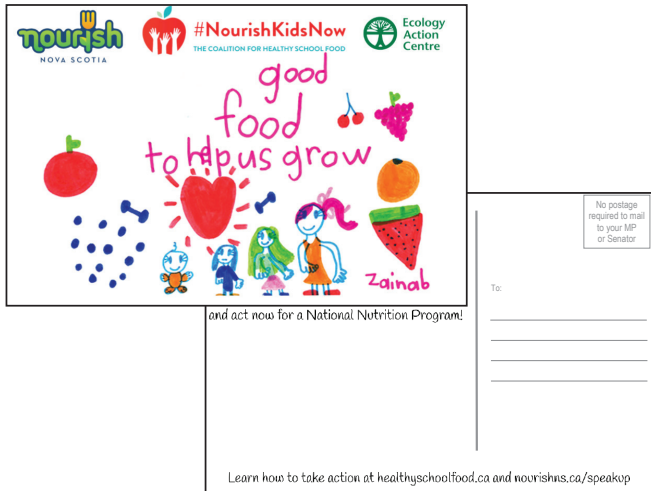 nourish
NOVA SCOTIA
#NourishKidsNow
THE COALITION FOR HEALTHY SCHOOL FOOD
Ecology
Action
Centre
good
food
to help us grow
zainab
No postage
required to mail
to your MP
or Senator
To:
and act now for a National Nutrition Program!
Learn how to take action at healthyschoolfood.ca and nourishns.ca/speakup